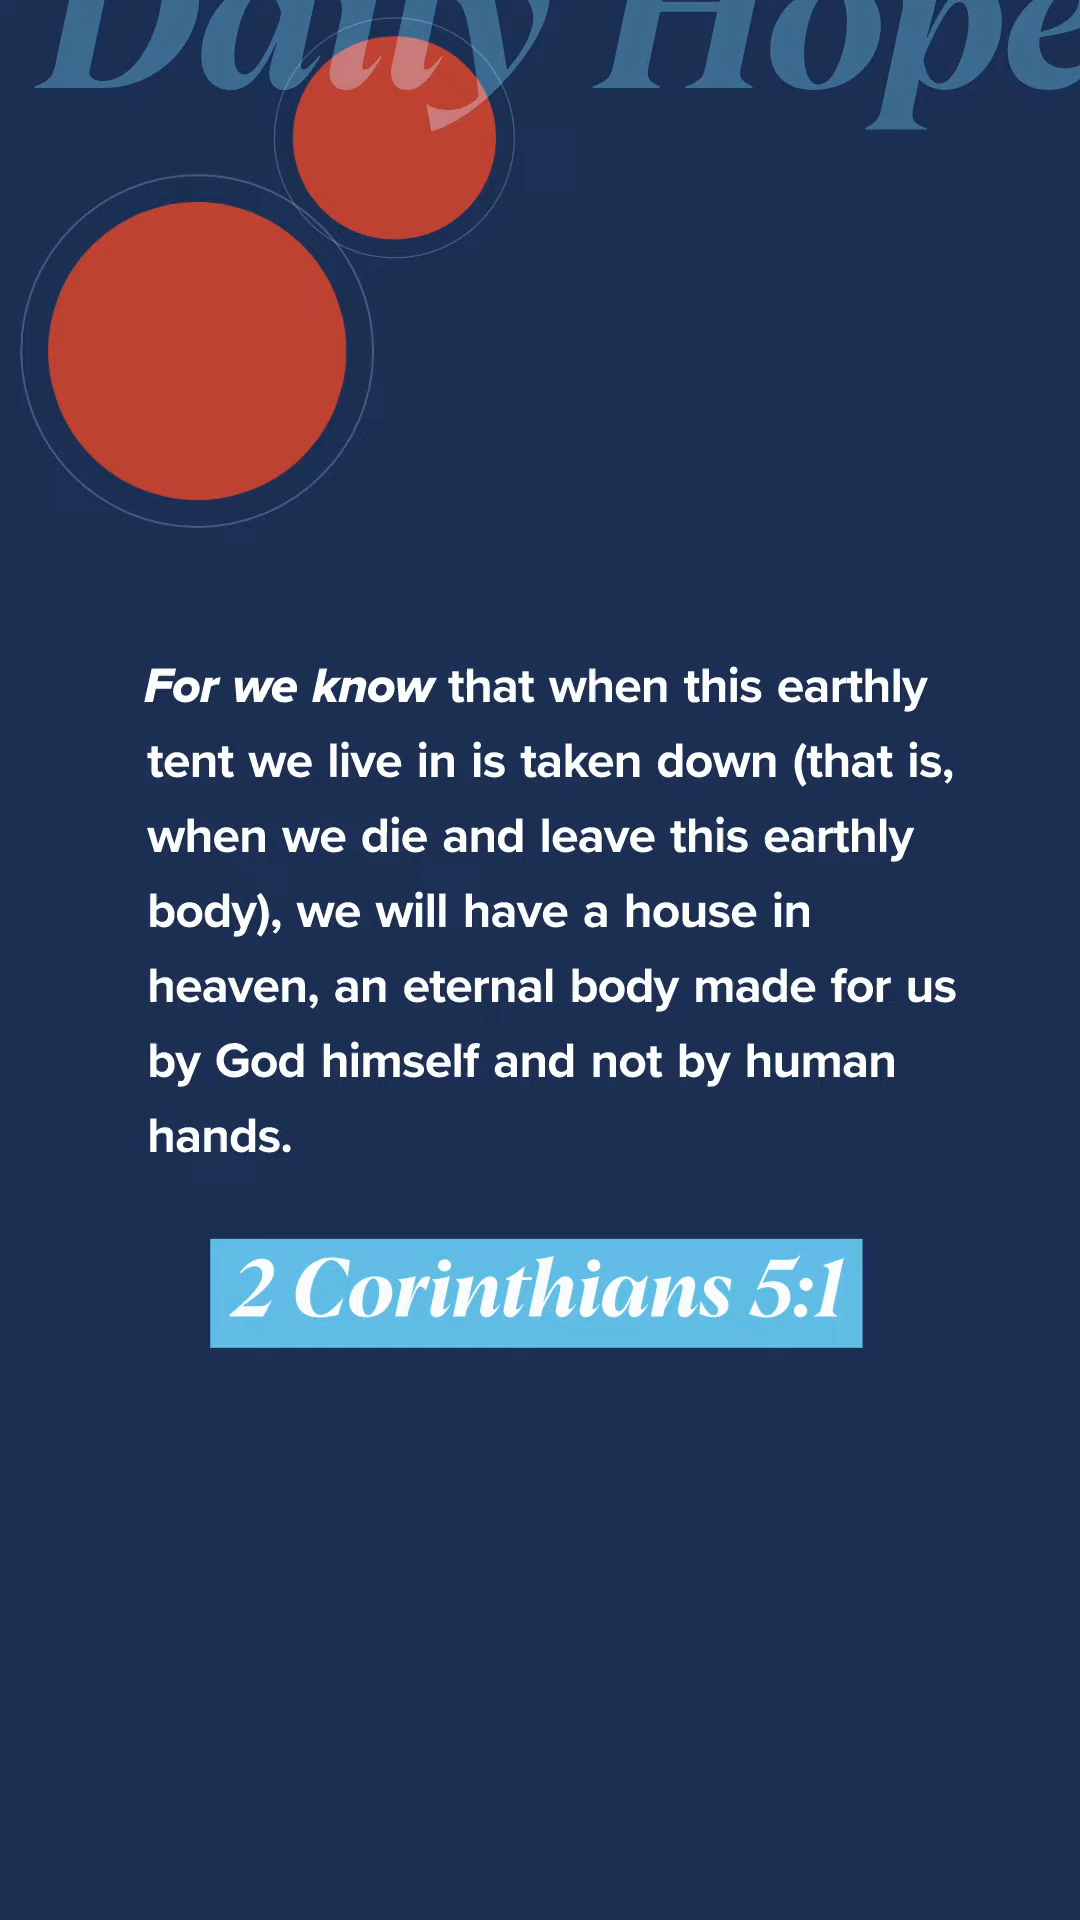 Daily Hope
For we know that when this earthly
tent we live in is taken down (that is,
when we die and leave this earthly
body), we will have a house in
heaven, an eternal body made for us
by God himself and not by human
hands.
2 Corinthians 5:1